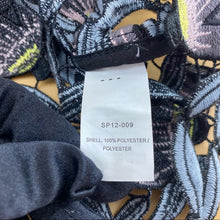 - - -
SP12-009
SHELL: 100% POLYESTER /
POLYESTER